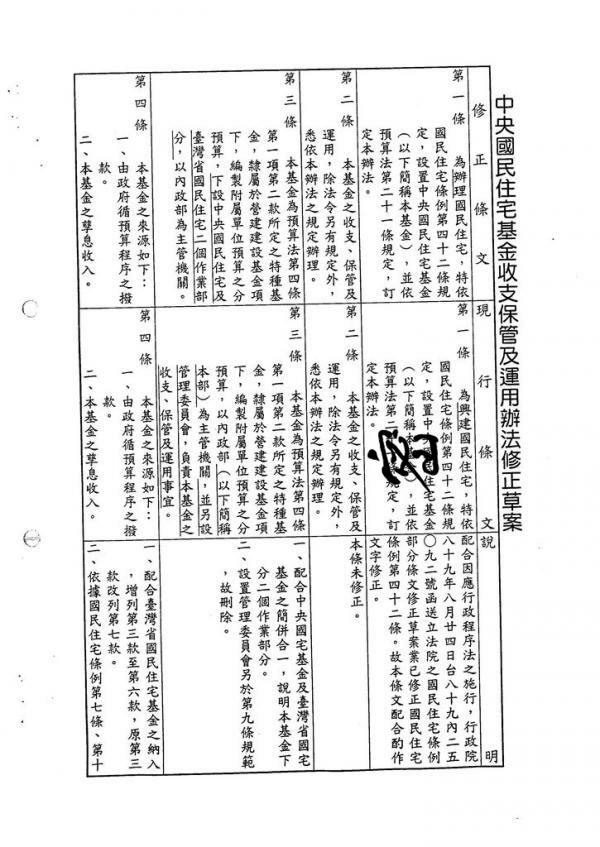 中央國民住宅基金收支保管及運用辦法修正草案
修正條文
現行條文
說明
第一條　為辦理國民住宅，特依
國民住宅條例第四十二條規
定，設置中央國民住宅基金
（以下簡稱本基金），並依
預算法第二十一條規定，訂
定本辦法。
第一條　為興建國民住宅，特依
國民住宅條例第四十二條規
定，設置中央國民住宅基金
（以下簡稱本），並依
預算法第二規定，訂
定本辦法。
配合因應行政程序法之施行，行政院
八十九年八月廿四日台八十九內二五
○九二號函送立法院之國民住宅條例
部分條文修正草案業已修正國民住宅
條例第四十二條。故本條文配合酌作
文字修正。
第二條　本基金之收支、保管及
運用，除法令另有規定外，
悉依本辦法之規定辦理。
第二條　本基金之收支、保管及
運用，除法令另有規定外，
悉依本辦法之規定辦理。
本條未修正。
第三條　本基金為預算法第四條
第一項第二款所定之特種基
金，隸屬於營建建設基金項
下，編製附屬單位預算之分
預算，下設中央國民住宅及
臺灣省國民住宅二個作業部
分，以內政部為主管機關。
第三條　本基金為預算法第四條
第一項第二款所定之特種基
金，隸屬於營建建設基金項
下，編製附屬單位預算之分
預算，以內政部（以下簡稱
本部）為主管機關，並另設
管理委員會，負責本基金之
收支、保管及運用事宜。
一、配合中央國宅基金及臺灣省國宅
基金之簡併合一，說明本基金下
分二個作業部分。
二、設置管理委員會另於第九條規範
，故刪除。
第四條　本基金之來源如下：
一、由政府循預算程序之撥
款。
二、本基金之孳息收入。
第四條　本基金之來源如下：
一、由政府循預算程序之撥
款。
二、本基金之孳息收入。
一、配合臺灣省國民住宅基金之納入
，增列第三款至第六款，原第三
款改列第七款。
二、依據國民住宅條例第七條、第十